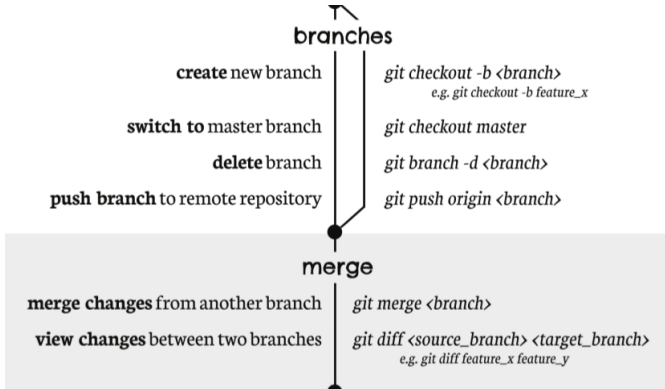 branches
create new branch git checkout -b <branch>
e.g. git checkout -b feature_x
switch to master branch git checkout master
delete branch git branch -d <branch>
push branch to remote repository git push origin <branch>
merge
merge changes from another branch git merge <branch>
view changes between two branches git diff <source_branch> <target_branch>
e.g. git diff feature_x feature_y